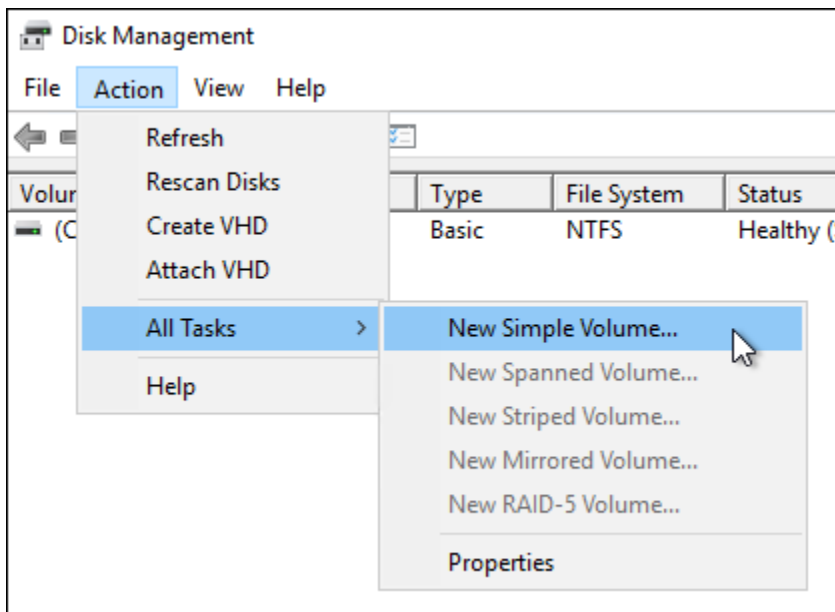 Disk Management
File Action View Help
Refresh
Rescan Disks
Create VHD
Attach VHD
All Tasks
Help
Type File System Status
Basic NTFS Healthy (
New Simple Volume...
New Spanned Volume...
New Striped Volume...
New Mirrored Volume...
New RAID-5 Volume...
Properties